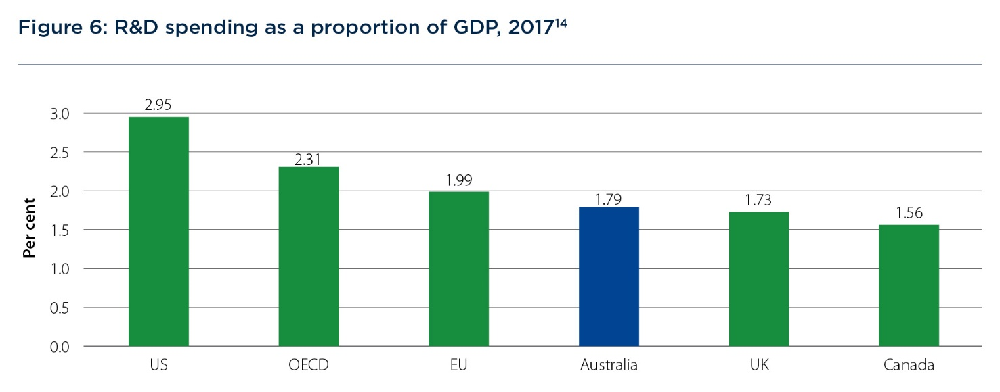 Figure 6: R&D spending as a proportion of GDP, 2017¹⁴
Per cent
3.0
2.5
2.0
1.5
1.0
0.5
0.0
2.95
2.31
1.99
1.79
1.73
1.56
US
OECD
EU
Australia
UK
Canada